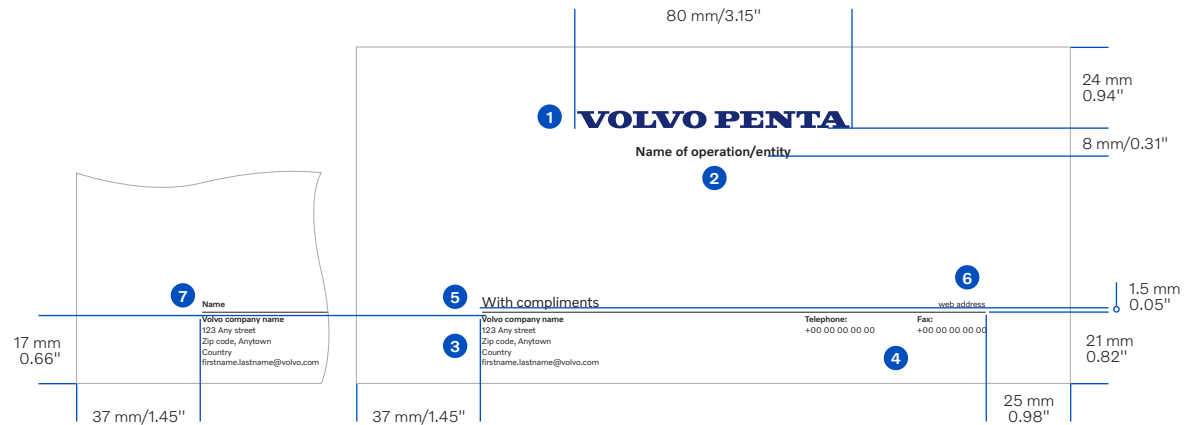 80 mm/3.15"
24 mm
0.94"
1
VOLVO PENTA
8 mm/0.31"
Name of operation/entity
2
7
Name
5
With compliments
6
web address
1.5 mm
0.05"
17 mm
0.66"
Volvo company name
123 Any street
Zip code, Anytown
Country
firstname.lastname@volvo.com
3
Volvo company name
123 Any street
Zip code, Anytown
Country
firstname.lastname@volvo.com
Telephone:
+00 00 00 00 00
Fax:
+00 00 00 00 00
4
21 mm
0.82"
37 mm/1.45"
37 mm/1.45"
25 mm
0.98"